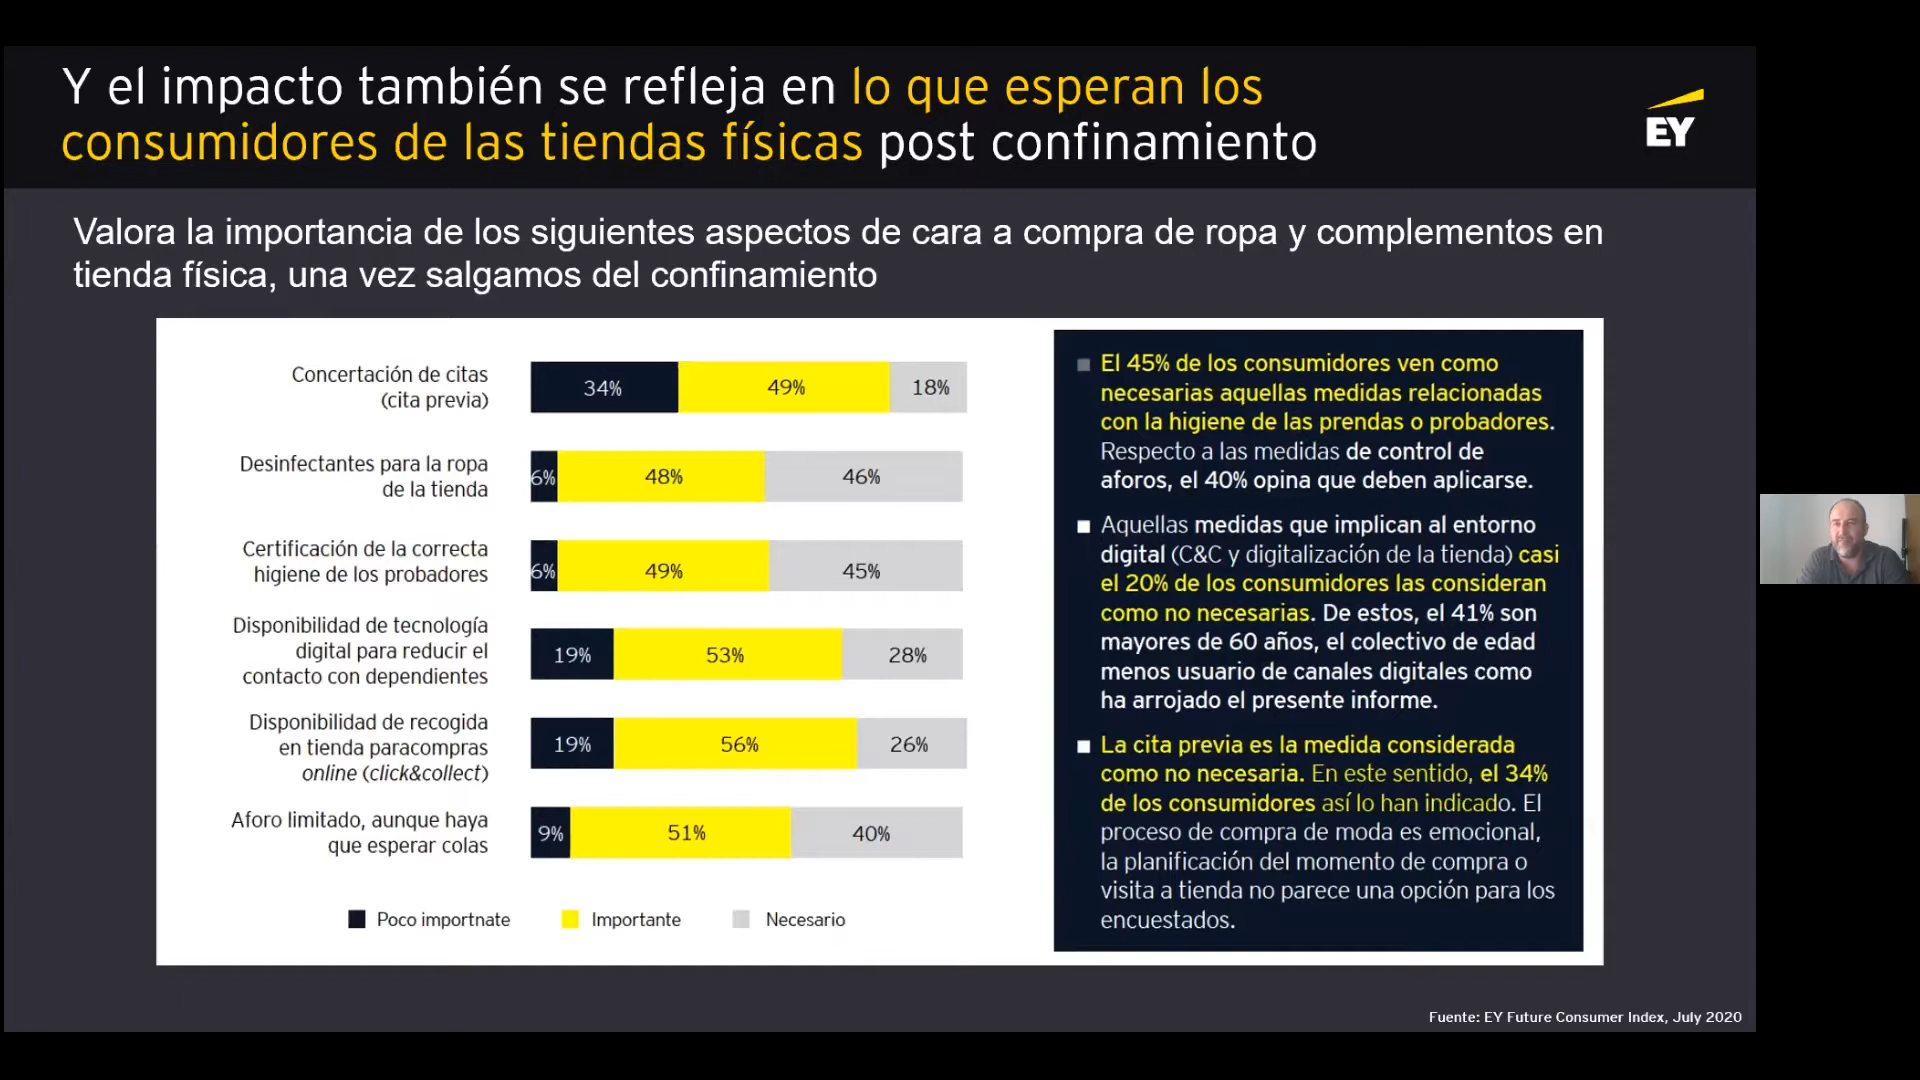 Y el impacto también se refleja en lo que esperan los
consumidores de las tiendas físicas post confinamiento
EY
Valora la importancia de los siguientes aspectos de cara a compra de ropa y complementos en
tienda física, una vez salgamos del confinamiento
Concertación de citas
(cita previa)
34%
49%
18%
Desinfectantes para la ropa
de la tienda
6%
48%
46%
Certificación de la correcta
higiene de los probadores
6%
49%
45%
Disponibilidad de tecnología
digital para reducir el
contacto con dependientes
19%
53%
28%
Disponibilidad de recogida
en tienda paracompras
online (click&collect)
19%
56%
26%
Aforo limitado, aunque haya
que esperar colas
9%
51%
40%
Poco importnate
Importante
Necesario
El 45% de los consumidores ven como
necesarias aquellas medidas relacionadas
con la higiene de las prendas o probadores.
Respecto a las medidas de control de
aforos, el 40% opina que deben aplicarse.
Aquellas medidas que implican al entorno
digital (C&C y digitalización de la tienda) casi
el 20% de los consumidores las consideran
como no necesarias. De estos, el 41% son
mayores de 60 años, el colectivo de edad
menos usuario de canales digitales como
ha arrojado el presente informe.
La cita previa es la medida considerada
como no necesaria. En este sentido, el 34%
de los consumidores así lo han indicado. El
proceso de compra de moda es emocional,
la planificación del momento de compra o
visita a tienda no parece una opción para los
encuestados.
Fuente: EY Future Consumer Index, July 2020